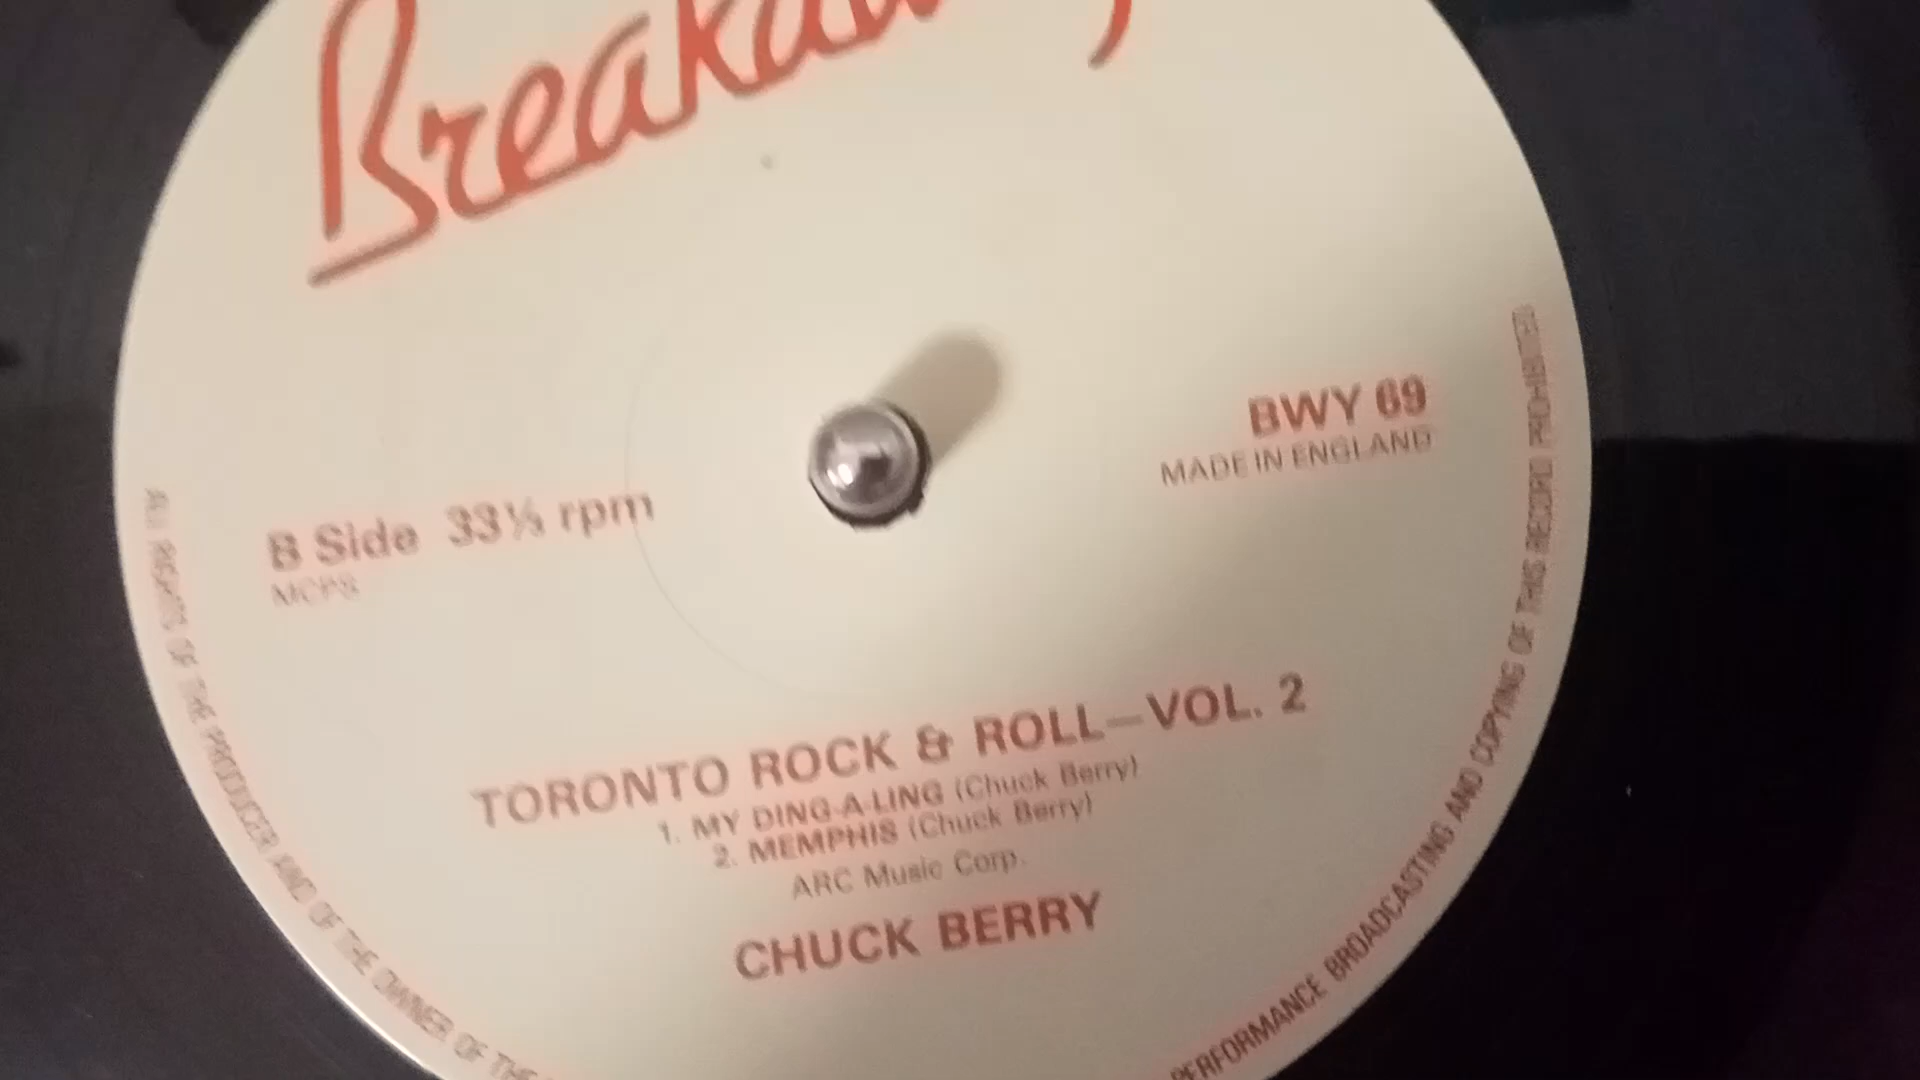 B Side 33⅓ rpm
MCPS
BWY 69
MADE IN ENGLAND
TORONTO ROCK & ROLL—VOL. 2
1. MY DING-A-LING (Chuck Berry)
2. MEMPHIS (Chuck Berry)
ARC Music Corp.
CHUCK BERRY
ALL RIGHTS OF THE PRODUCER AND OF THE OWNER OF THE
PERFORMANCE BROADCASTING AND COPYING OF THIS RECORD PROHIBITED